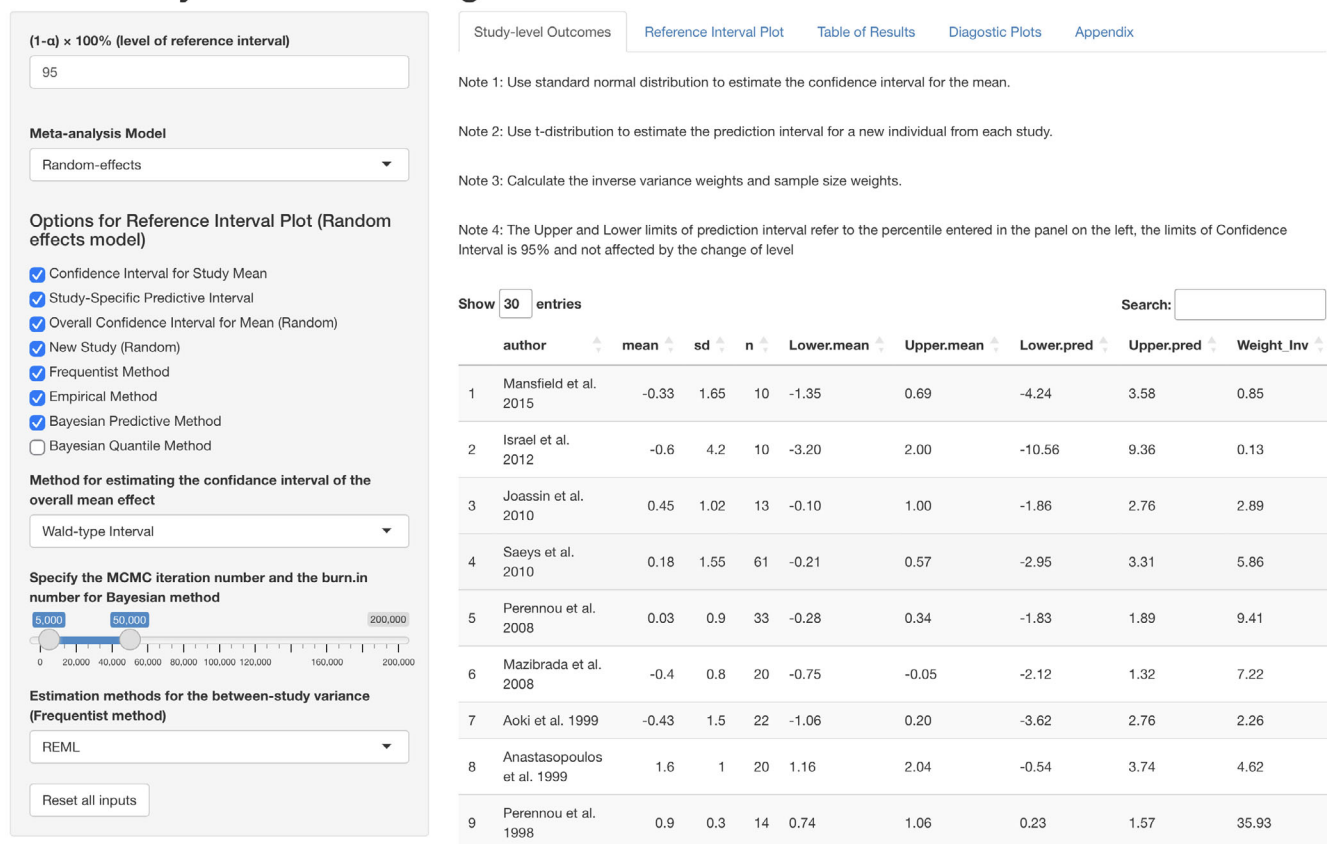 (1-α) × 100% (level of reference interval)
95
Meta-analysis Model
Random-effects
Options for Reference Interval Plot (Random
effects model)
Confidence Interval for Study Mean
Study-Specific Predictive Interval
Overall Confidence Interval for Mean (Random)
New Study (Random)
Frequentist Method
Empirical Method
Bayesian Predictive Method
Bayesian Quantile Method
Method for estimating the confidance interval of the
overall mean effect
Wald-type Interval
Specify the MCMC iteration number and the burn.in
number for Bayesian method
5,000 50,000 200,000
0 20,000 40,000 60,000 80,000 100,000 120,000 160,000 200,000
Estimation methods for the between-study variance
(Frequentist method)
REML
Reset all inputs
Study-level Outcomes Reference Interval Plot Table of Results Diagostic Plots Appendix
Note 1: Use standard normal distribution to estimate the confidence interval for the mean.
Note 2: Use t-distribution to estimate the prediction interval for a new individual from each study.
Note 3: Calculate the inverse variance weights and sample size weights.
Note 4: The Upper and Lower limits of prediction interval refer to the percentile entered in the panel on the left, the limits of Confidence
Interval is 95% and not affected by the change of level
Show 30 entries Search:
author mean sd n Lower.mean Upper.mean Lower.pred Upper.pred Weight_Inv
1 Mansfield et al. 2015 -0.33 1.65 10 -1.35 0.69 -4.24 3.58 0.85
2 Israel et al. 2012 -0.6 4.2 10 -3.20 2.00 -10.56 9.36 0.13
3 Joassin et al. 2010 0.45 1.02 13 -0.10 1.00 -1.86 2.76 2.89
4 Saeys et al. 2010 0.18 1.55 61 -0.21 0.57 -2.95 3.31 5.86
5 Perennou et al. 2008 0.03 0.9 33 -0.28 0.34 -1.83 1.89 9.41
6 Mazibrada et al. 2008 -0.4 0.8 20 -0.75 -0.05 -2.12 1.32 7.22
7 Aoki et al. 1999 -0.43 1.5 22 -1.06 0.20 -3.62 2.76 2.26
8 Anastasopoulos et al. 1999 1.6 1 20 1.16 2.04 -0.54 3.74 4.62
9 Perennou et al. 1998 0.9 0.3 14 0.74 1.06 0.23 1.57 35.93